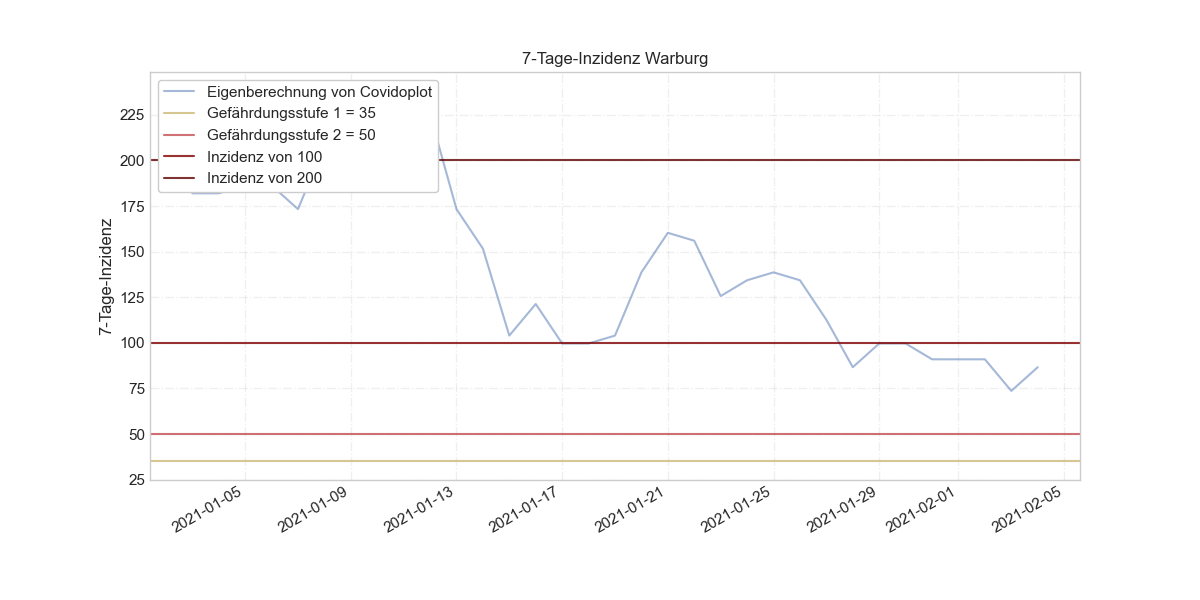 7-Tage-Inzidenz Warburg
Eigenberechnung von Covidoplot
Gefährdungsstufe 1 = 35
Gefährdungsstufe 2 = 50
Inzidenz von 100
Inzidenz von 200
7-Tage-Inzidenz
225
200
175
150
125
100
75
50
25
2021-01-05
2021-01-09
2021-01-13
2021-01-17
2021-01-21
2021-01-25
2021-01-29
2021-02-01
2021-02-05